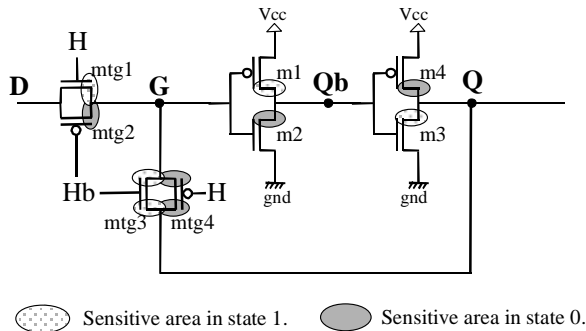 Vcc Vcc
H
mtg1 m1 m4
D G Qb Q
mtg2 m2 m3
Hb H
gnd gnd
mtg3 mtg4
Sensitive area in state 1. Sensitive area in state 0.